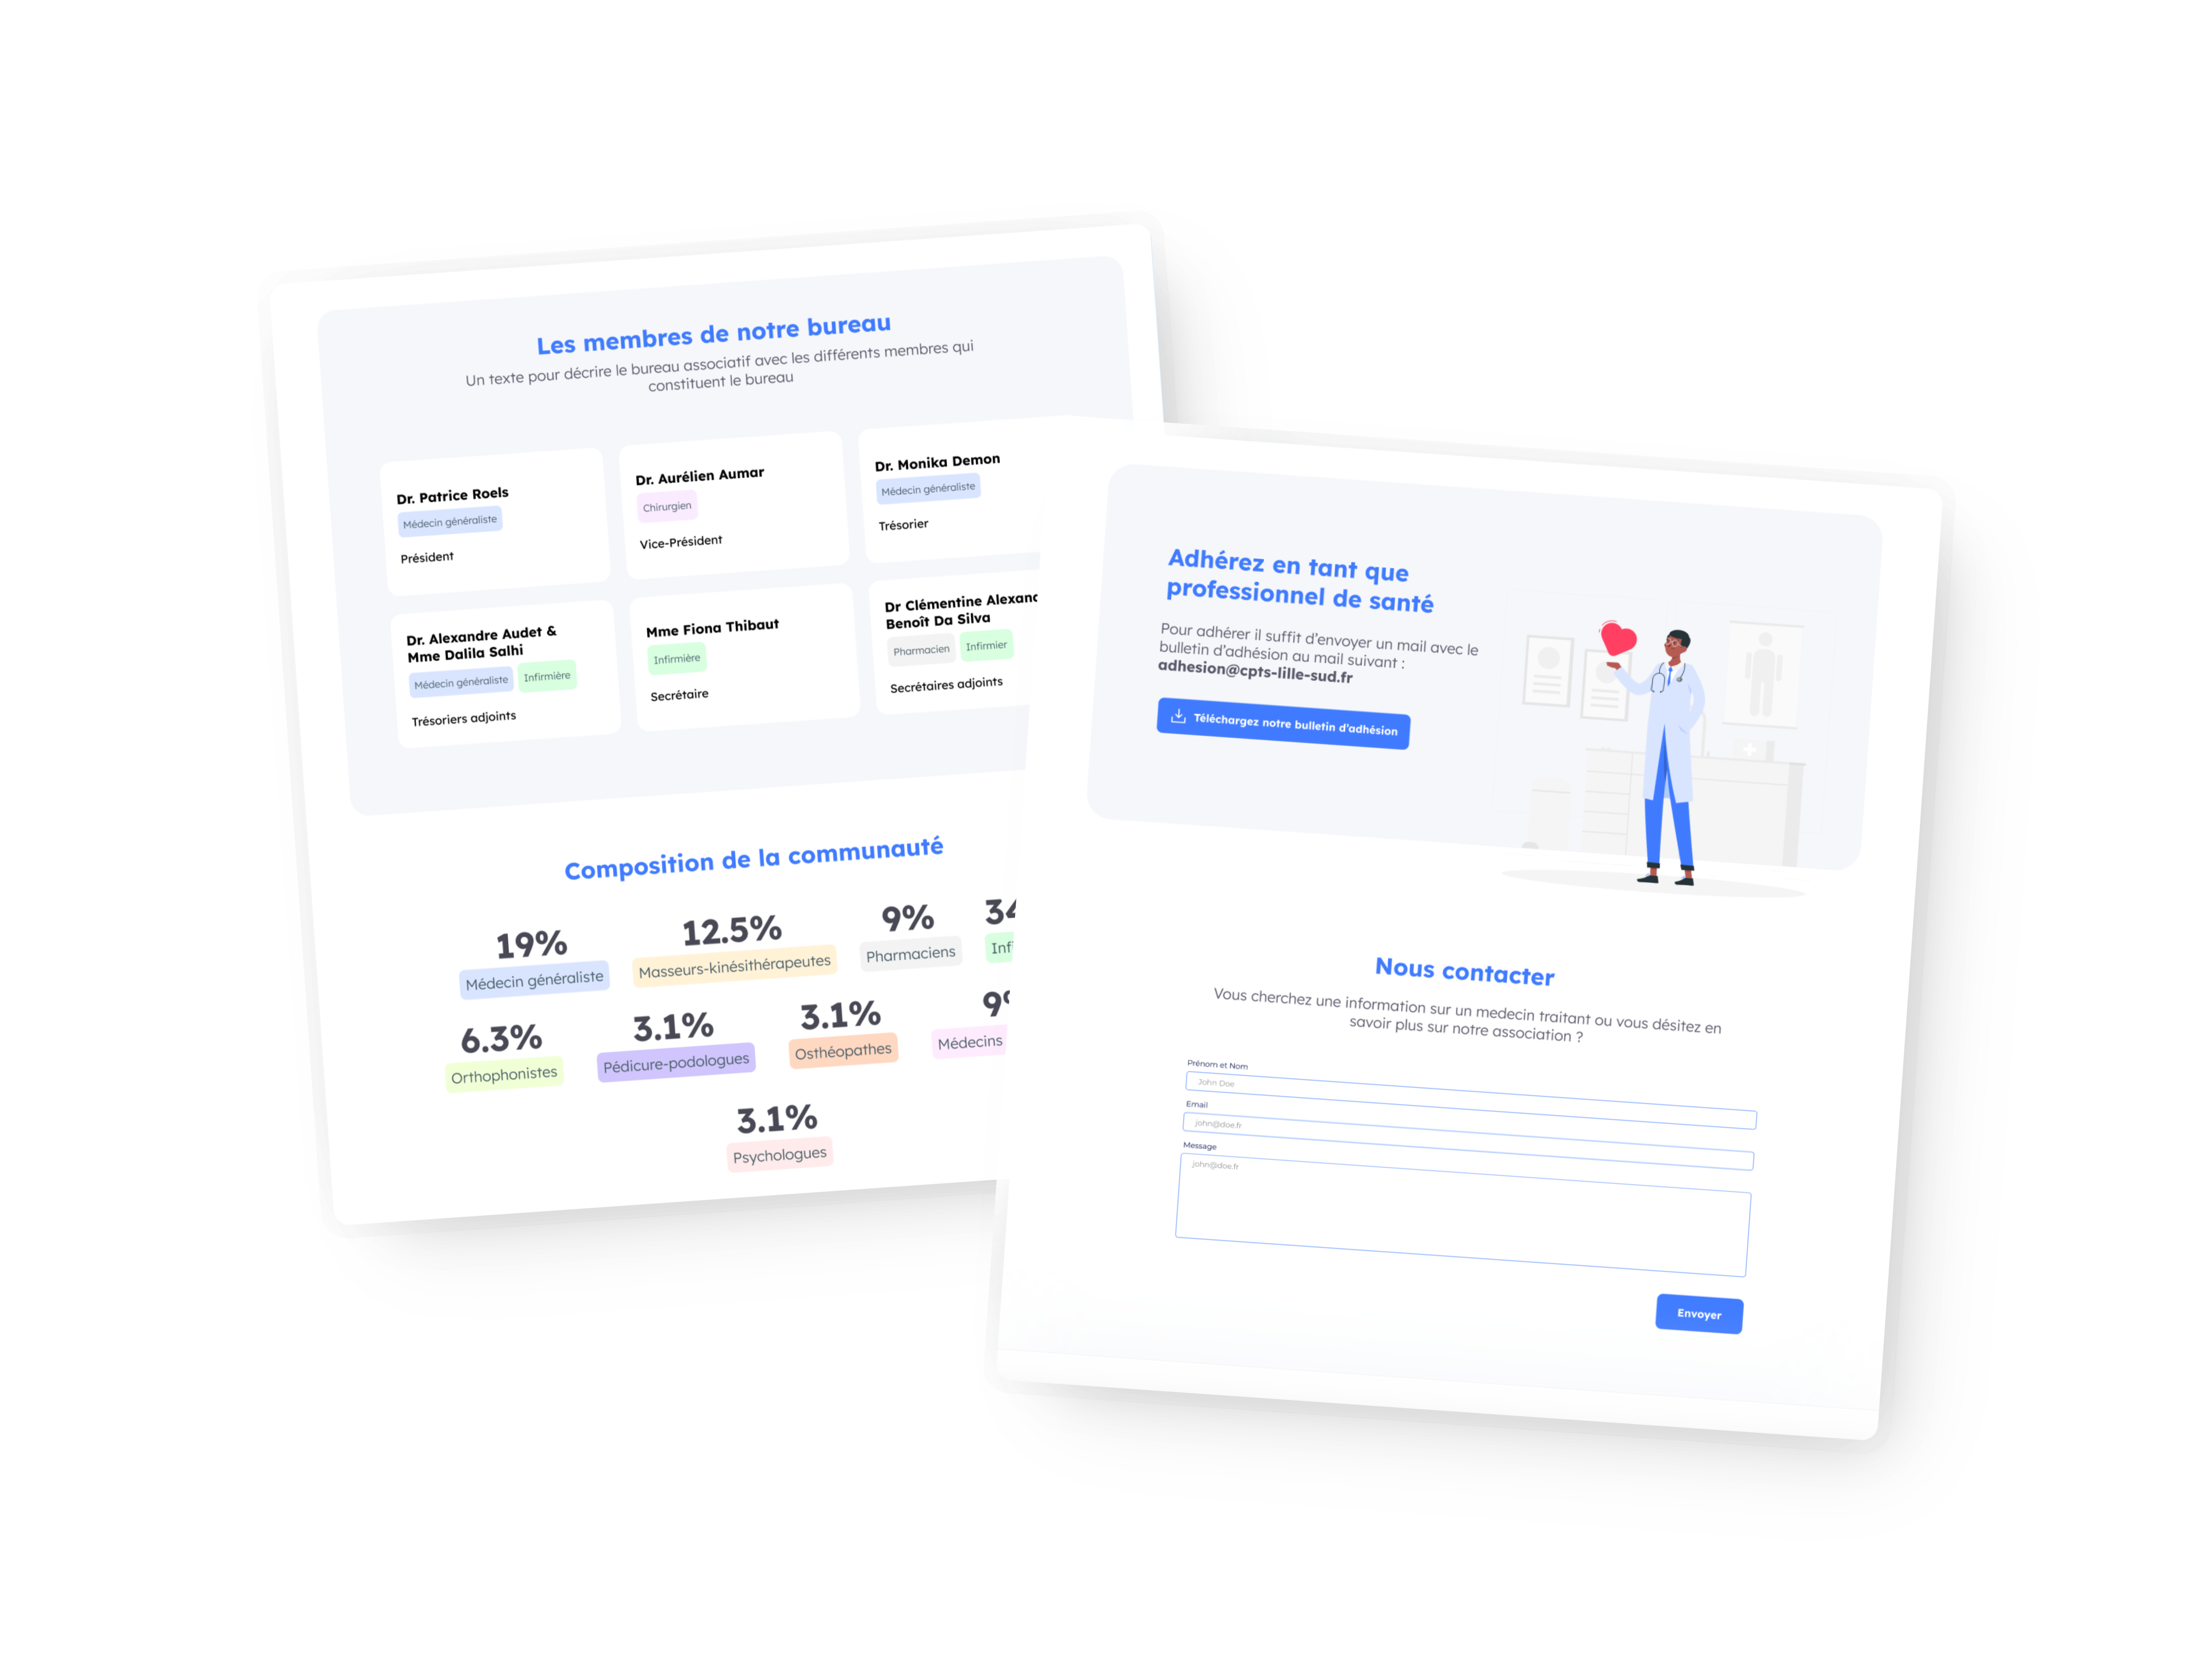 Les membres de notre bureau
Un texte pour décrire le bureau associatif avec les différents membres qui
constituent le bureau
Dr. Patrice Roels
Médecin généraliste
Président
Dr. Aurélien Aumar
Chirurgien
Vice-Président
Dr. Monika Demon
Médecin généraliste
Trésorier
Dr. Alexandre Audet &
Mme Dalila Salhi
Médecin généraliste Infirmière
Trésoriers adjoints
Mme Fiona Thibaut
Infirmière
Secrétaire
Dr Clémentine
Benoît Da Silva
Pharmacien Infirmier
Secrétaires adjoints
Composition de la communauté
19%
Médecin généraliste
12.5%
Masseurs-kinésithérapeutes
9%
Pharmaciens
6.3%
Orthophonistes
3.1%
Pédicure-podologues
3.1%
Osthéopathes
Médecins
3.1%
Psychologues
Adhérez en tant que
professionnel de santé
Pour adhérer il suffit d'envoyer un mail avec le
bulletin d'adhésion au mail suivant :
adhesion@cpts-lille-sud.fr
Téléchargez notre bulletin d'adhésion
Nous contacter
Vous cherchez une information sur un medecin traitant ou vous désitez en
savoir plus sur notre association ?
Prénom et Nom
John Doe
Email
john@doe.fr
Message
john@doe.fr
Envoyer